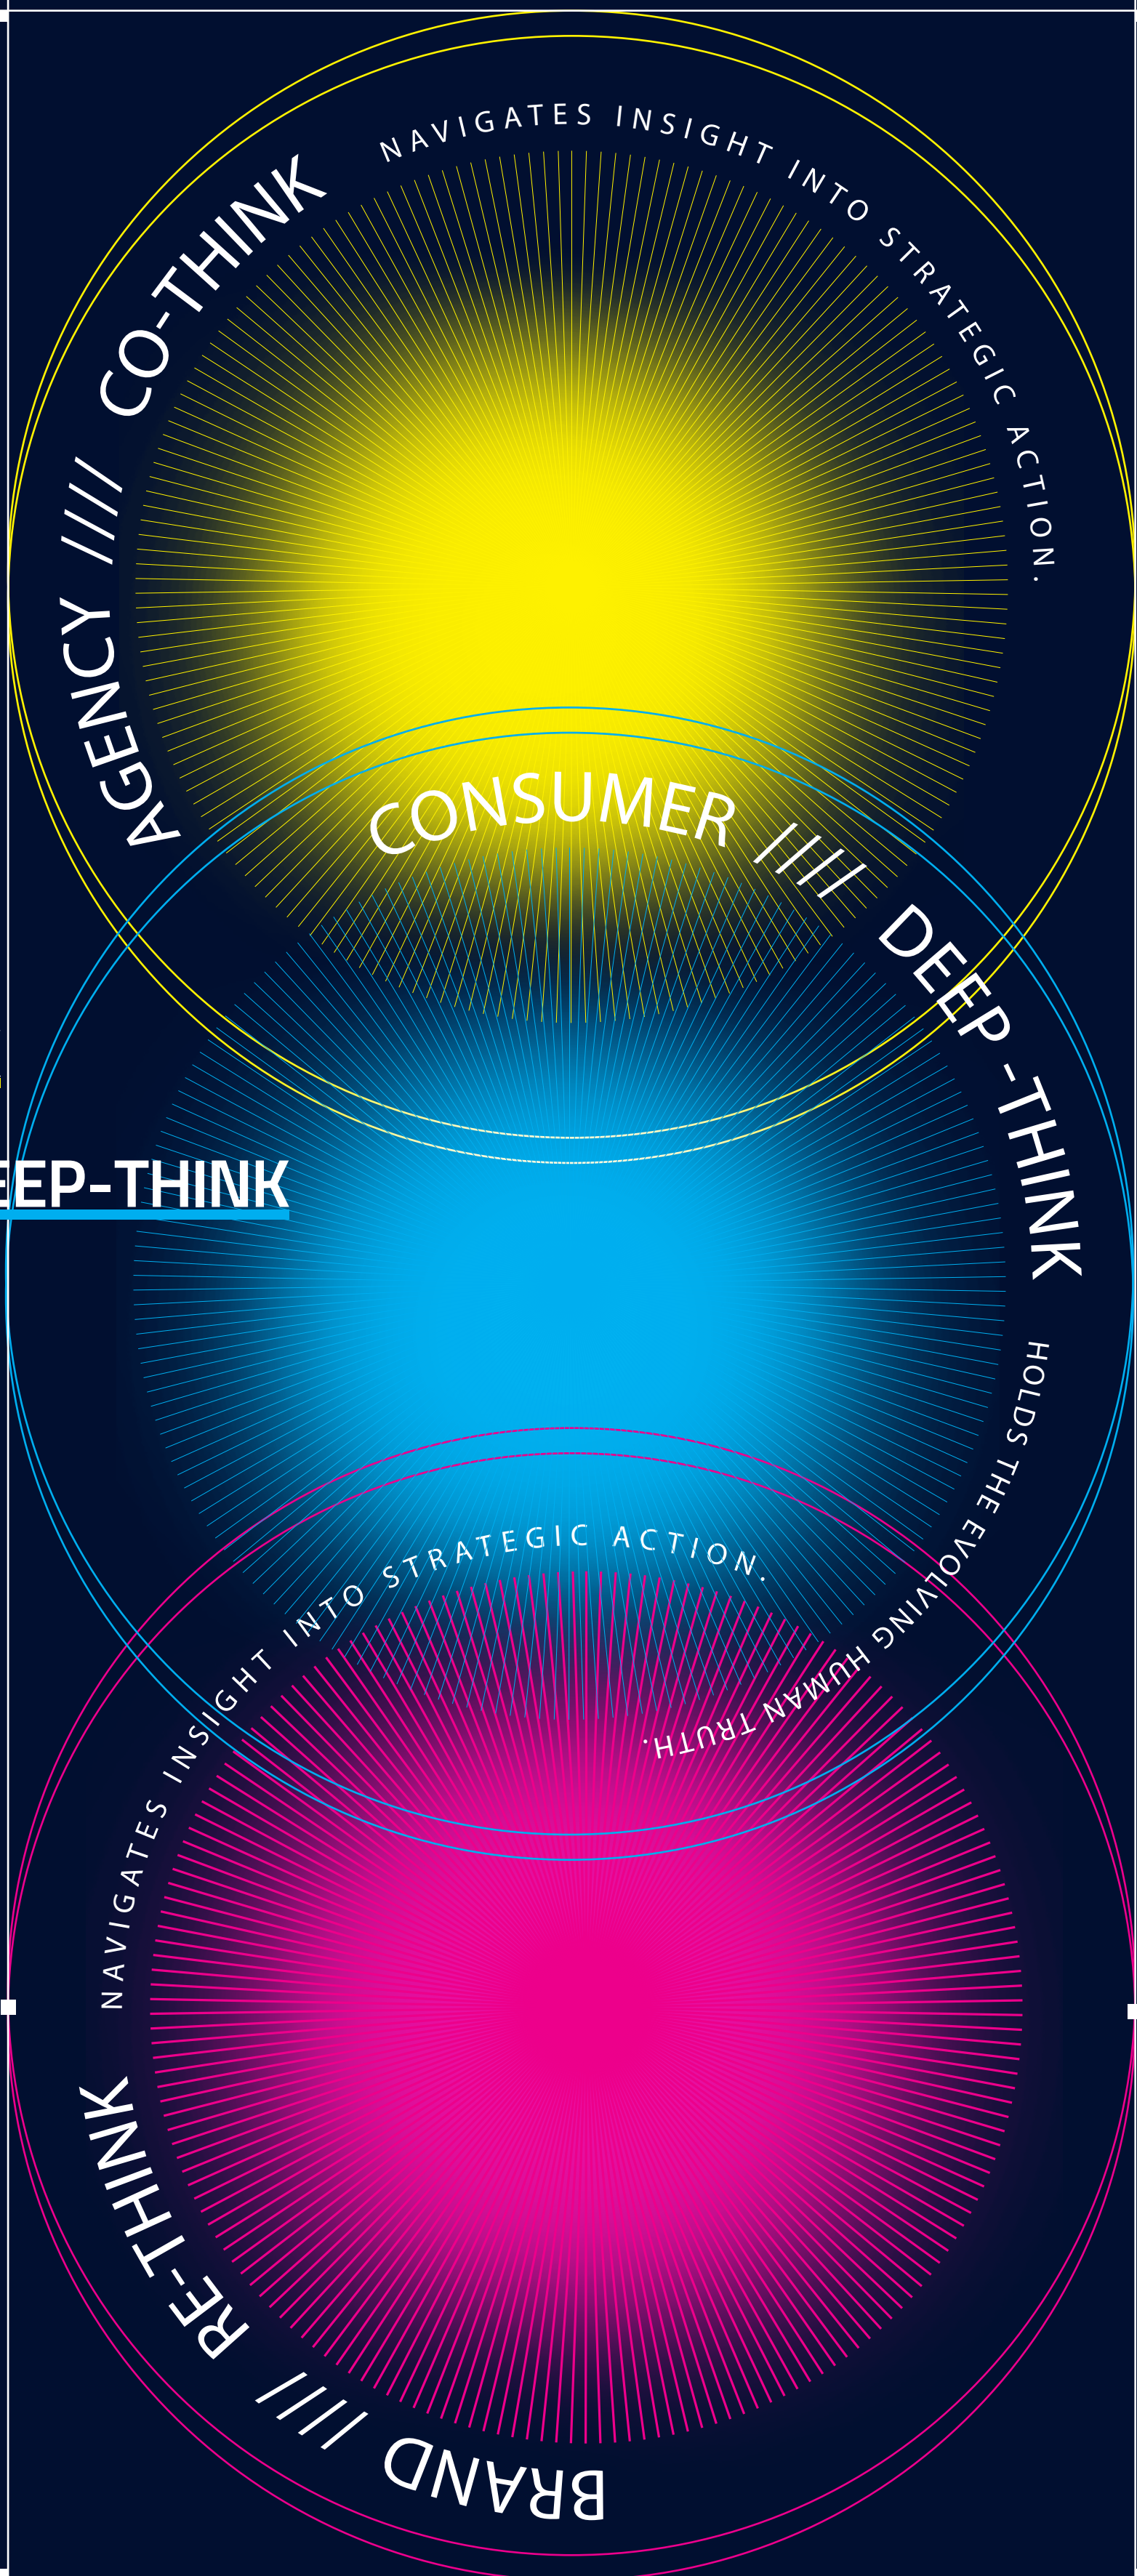 AGENCY //// CO-THINK NAVIGATES INSIGHT INTO STRATEGIC ACTION.
CONSUMER //// DEEP-THINK HOLDS THE EVOLVING HUMAN TRUTH.
EEP-THINK
BRAND //// RE-THINK NAVIGATES INSIGHT INTO STRATEGIC ACTION.